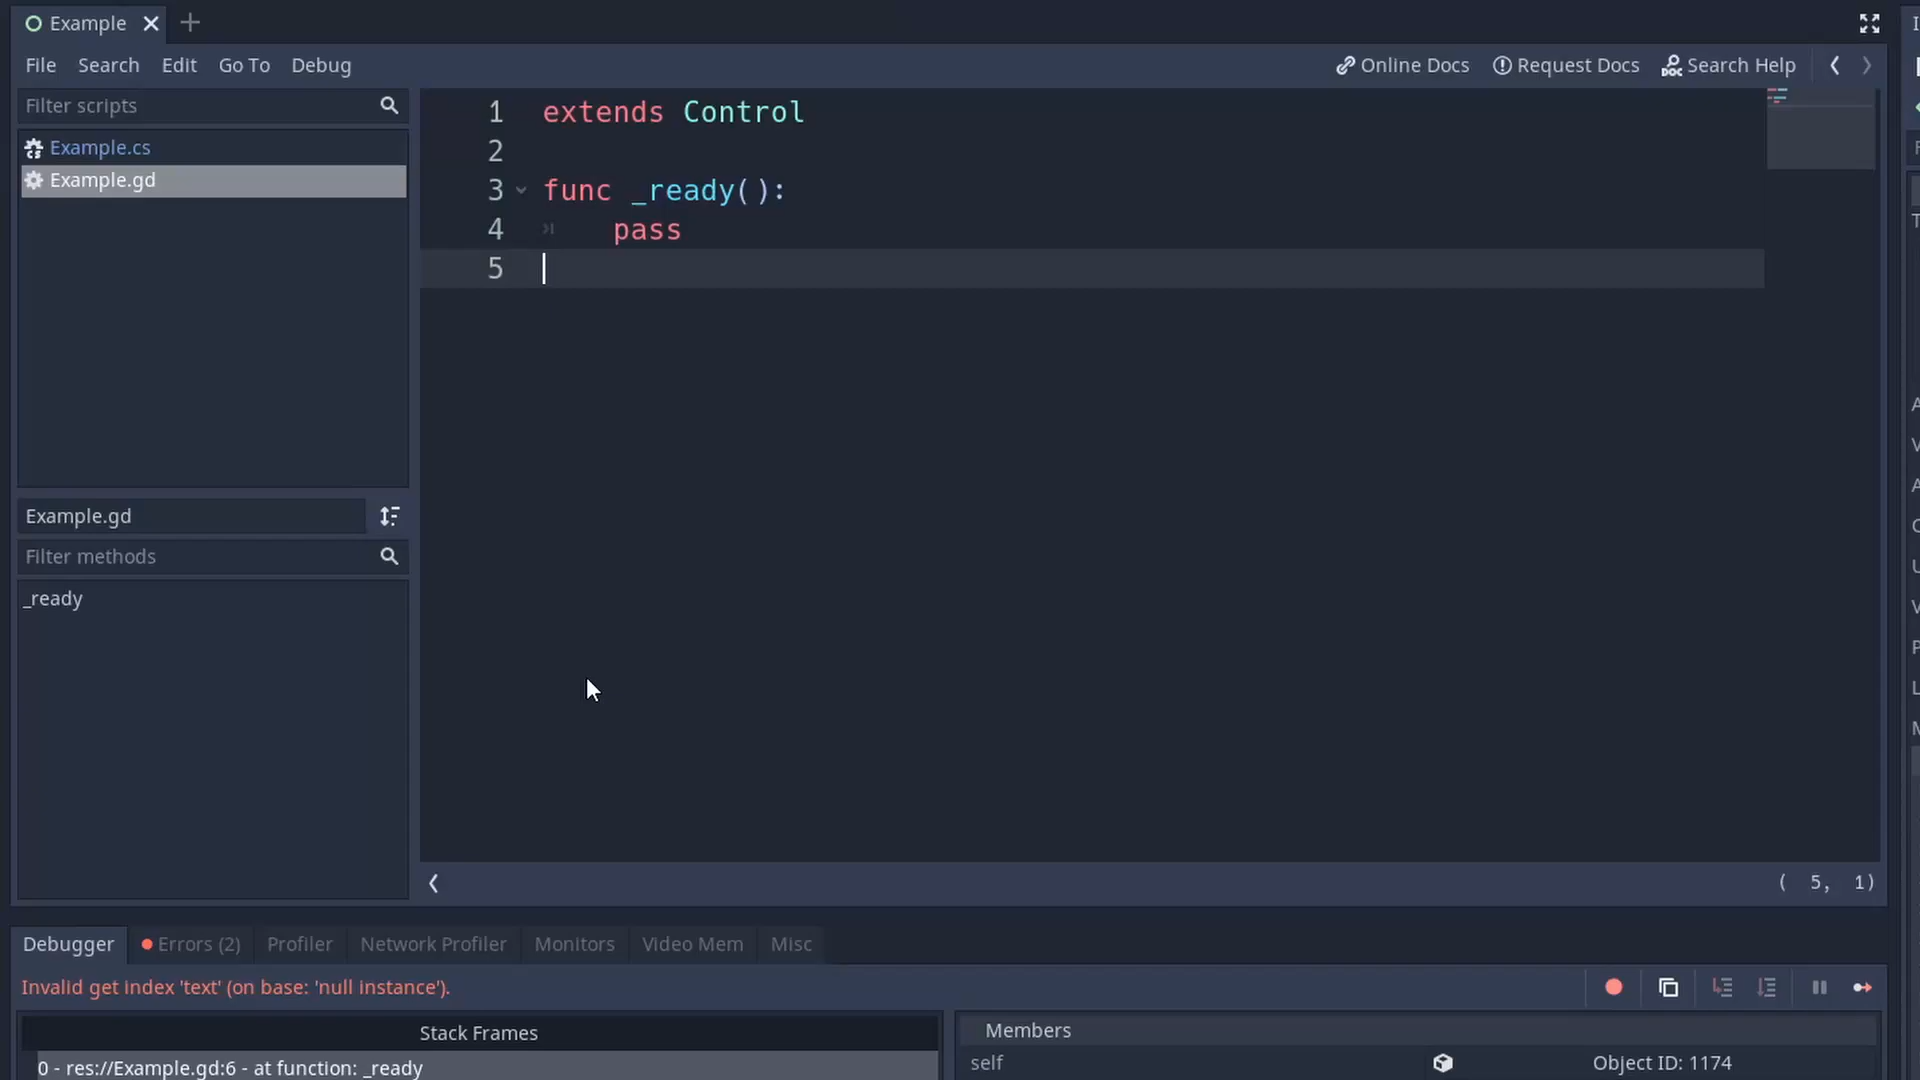 Example
File Search Edit Go To Debug Online Docs Request Docs Search Help
Filter scripts
Example.cs
Example.gd
1 extends Control
2
3 func _ready():
4 pass
5
Example.gd
Filter methods
_ready
( 5, 1)
Debugger Errors (2) Profiler Network Profiler Monitors Video Mem Misc
Invalid get index 'text' (on base: 'null instance').
Stack Frames
0 - res://Example.gd:6 - at function: _ready
Members
self Object ID: 1174